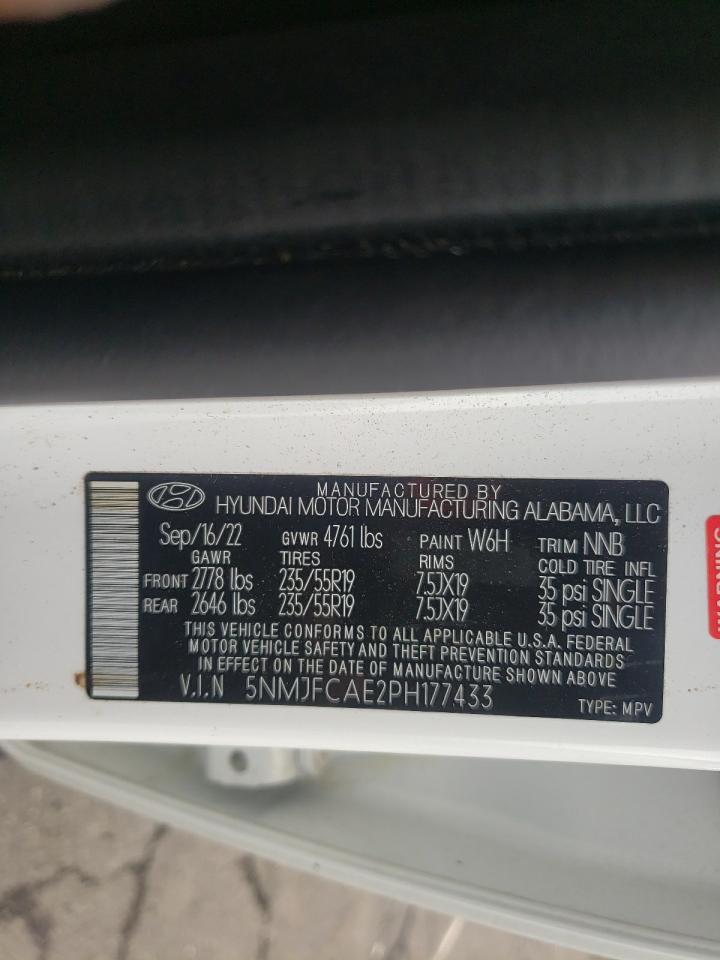 MANUFACTURED BY
HYUNDAI MOTOR MANUFACTURING ALABAMA, LLC
Sep/16/22 GVWR 4761 lbs PAINT W6H TRIM NNB
GAWR TIRES RIMS COLD TIRE INFL
FRONT 2778 lbs 235/55R19 7.5JX19 35 psi SINGLE
REAR 2646 lbs 235/55R19 7.5JX19 35 psi SINGLE
THIS VEHICLE CONFORMS TO ALL APPLICABLE U.S.A. FEDERAL
MOTOR VEHICLE SAFETY AND THEFT PREVENTION STANDARDS
IN EFFECT ON THE DATE OF MANUFACTURE SHOWN ABOVE
V.I.N 5NMJFCAE2PH177433 TYPE: MPV
WARNING